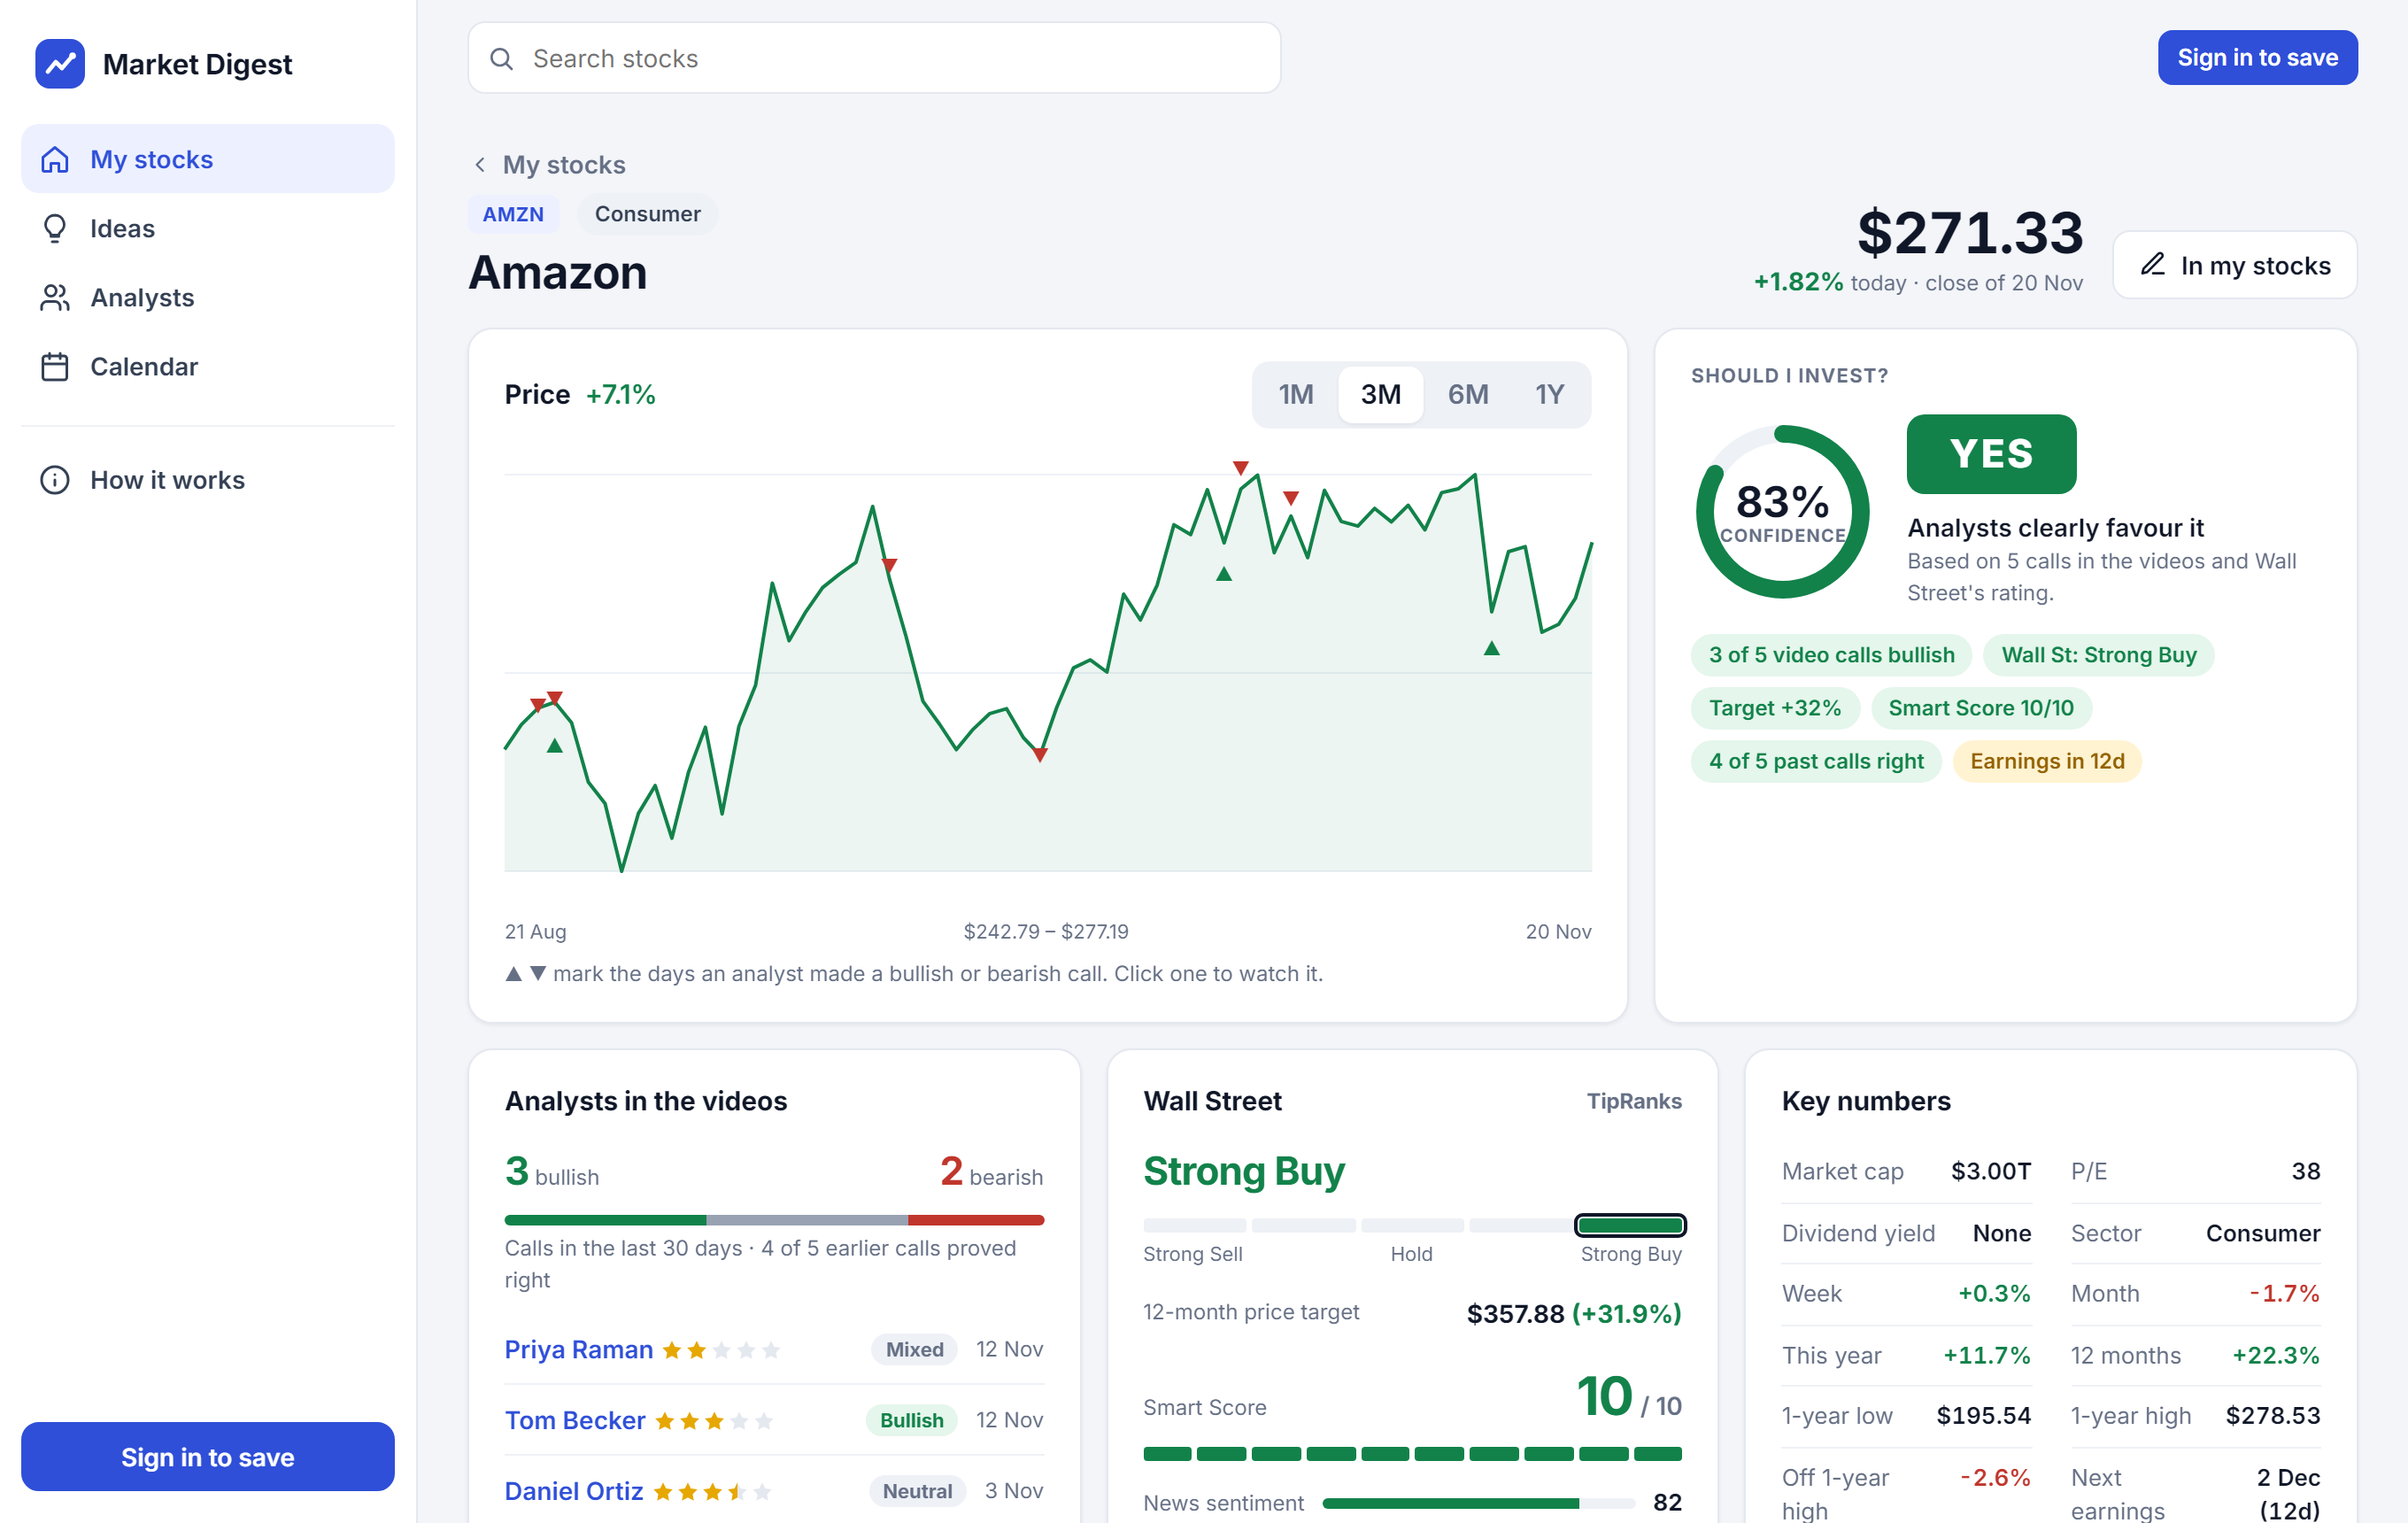 Market Digest
My stocks
Ideas
Analysts
Calendar
How it works
Sign in to save
Search stocks
Sign in to save
My stocks
AMZN
Consumer
Amazon
$271.33
+1.82% today · close of 20 Nov
In my stocks
Price +7.1%
1M 3M 6M 1Y
21 Aug
$242.79 – $277.19
20 Nov
▲ ▼ mark the days an analyst made a bullish or bearish call. Click one to watch it.
SHOULD I INVEST?
83%
CONFIDENCE
YES
Analysts clearly favour it
Based on 5 calls in the videos and Wall
Street's rating.
3 of 5 video calls bullish
Wall St: Strong Buy
Target +32%
Smart Score 10/10
4 of 5 past calls right
Earnings in 12d
Analysts in the videos
3 bullish
2 bearish
Calls in the last 30 days · 4 of 5 earlier calls proved
right
Priya Raman Mixed 12 Nov
Tom Becker Bullish 12 Nov
Daniel Ortiz Neutral 3 Nov
Wall Street
TipRanks
Strong Buy
Strong Sell
Hold
Strong Buy
12-month price target $357.88 (+31.9%)
Smart Score 10 / 10
News sentiment 82
Key numbers
Market cap $3.00T
P/E 38
Dividend yield None
Sector Consumer
Week +0.3%
Month -1.7%
This year +11.7%
12 months +22.3%
1-year low $195.54
1-year high $278.53
Off 1-year
high
-2.6%
Next
earnings
2 Dec
(12d)